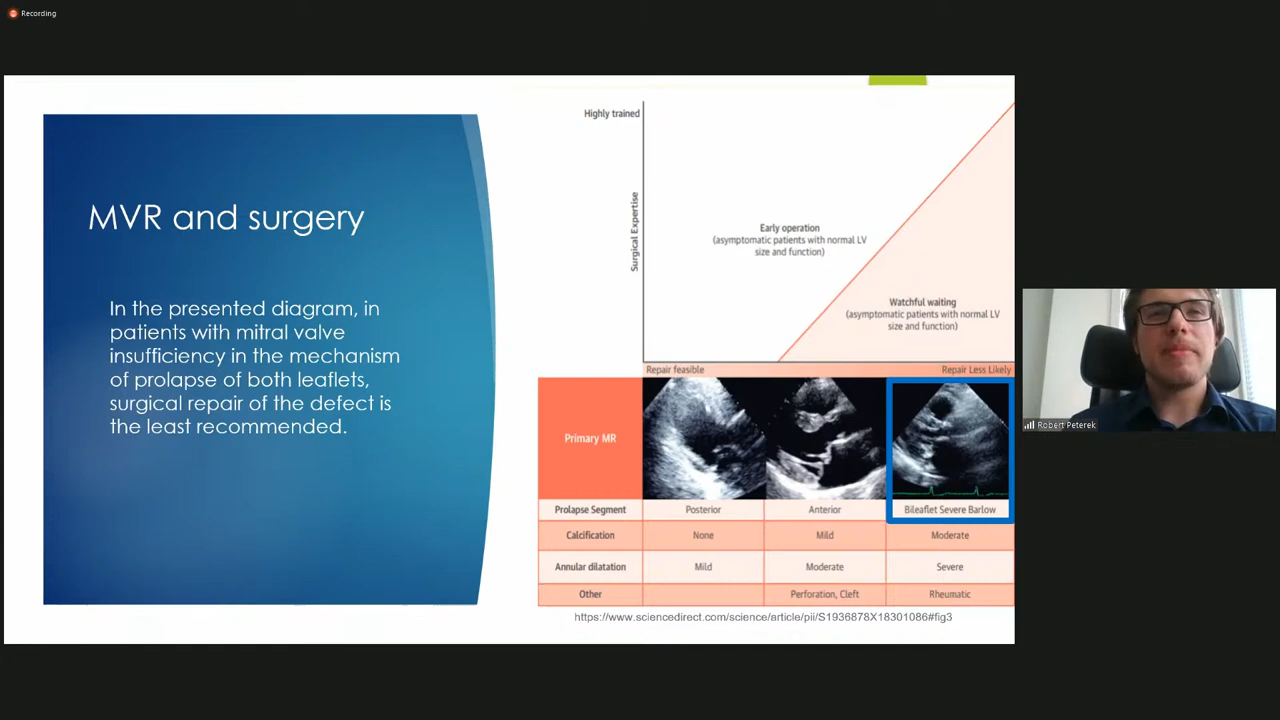 Recording
MVR and surgery
In the presented diagram, in
patients with mitral valve
insufficiency in the mechanism
of prolapse of both leaflets,
surgical repair of the defect is
the least recommended.
Highly trained
Surgical Expertise
Early operation
(asymptomatic patients with normal LV
size and function)
Watchful waiting
(asymptomatic patients with normal LV
size and function)
Repair feasible
Repair Less Likely
Primary MR
Prolapse Segment
Posterior
Anterior
Bileaflet Severe Barlow
Calcification
None
Mild
Moderate
Annular dilatation
Mild
Moderate
Severe
Other
Perforation, Cleft
Rheumatic
https://www.sciencedirect.com/science/article/pii/S1936878X18301086#fig3
Robert Peterek